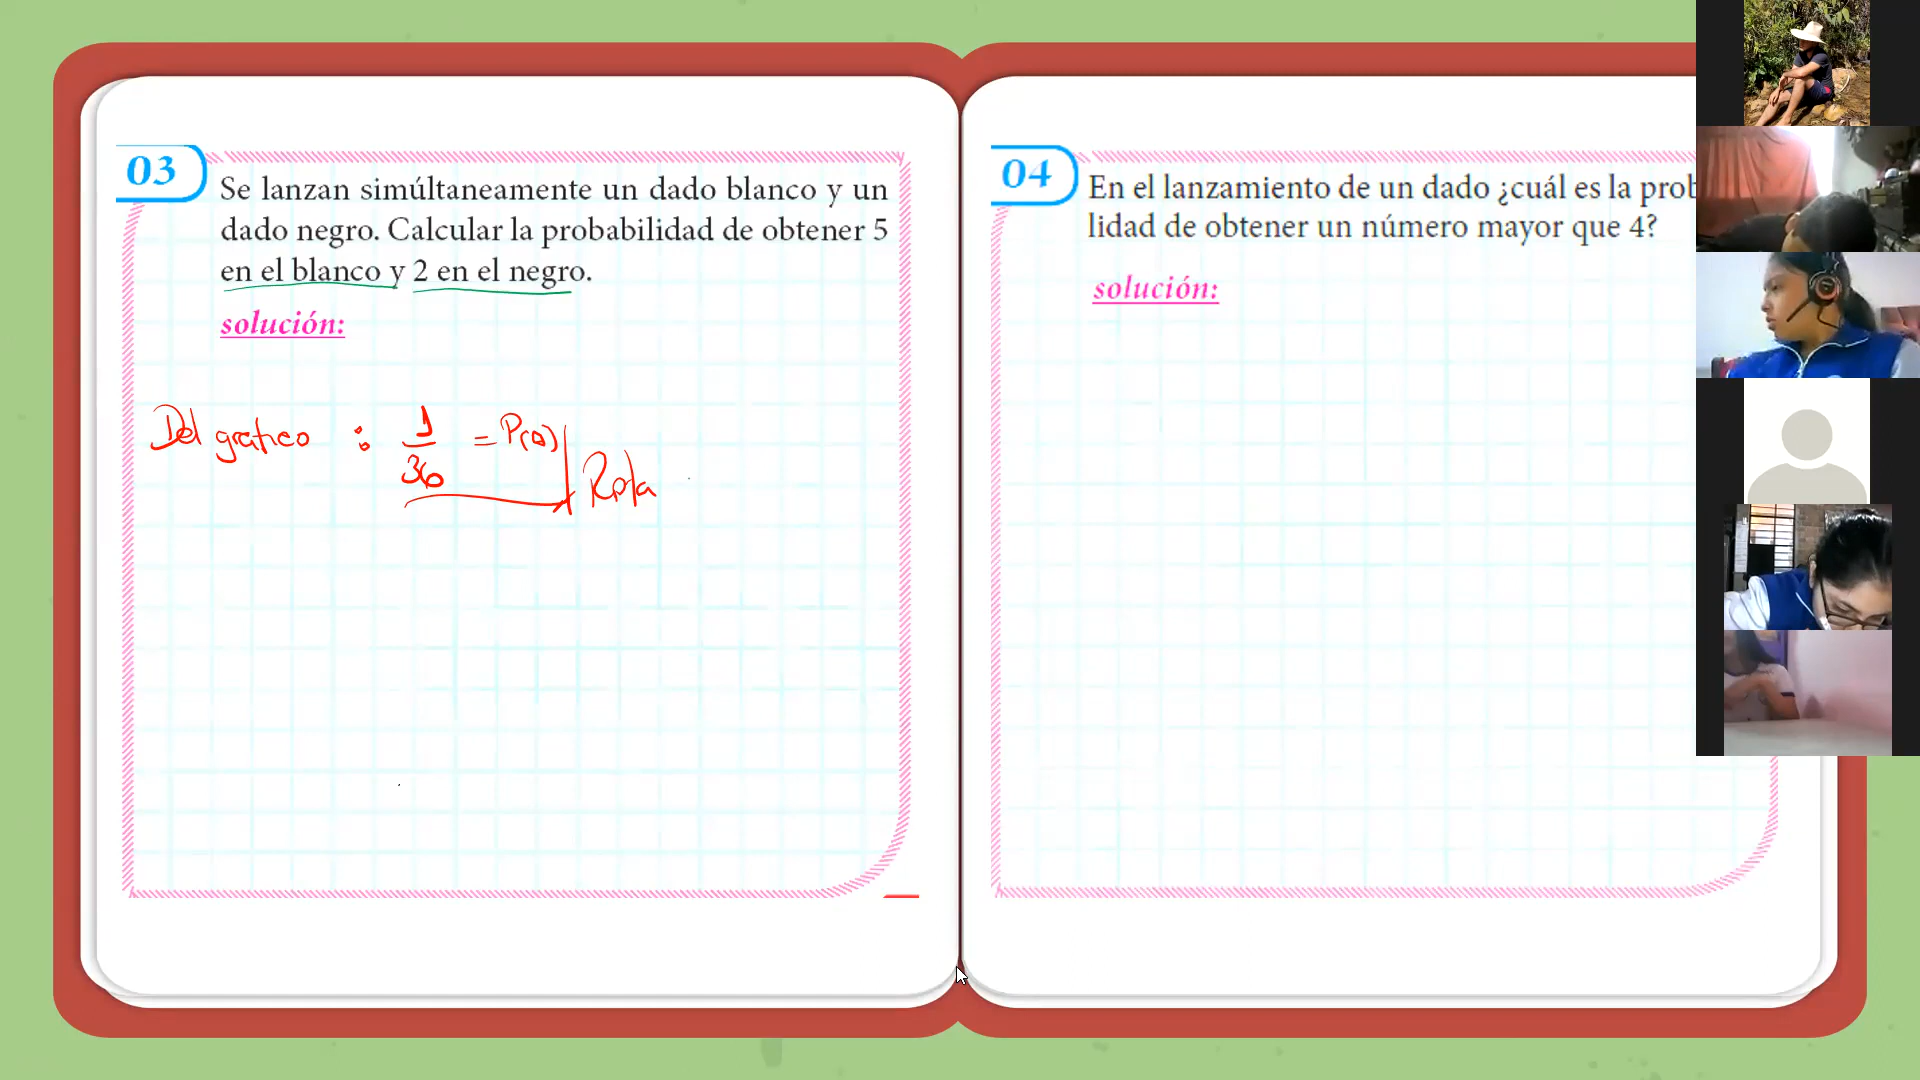 03
Se lanzan simúltaneamente un dado blanco y un
dado negro. Calcular la probabilidad de obtener 5
en el blanco y 2 en el negro.
solución:
Del grafico : 1/36 = P(A) Rpta
04
En el lanzamiento de un dado ¿cuál es la prob
lidad de obtener un número mayor que 4?
solución: